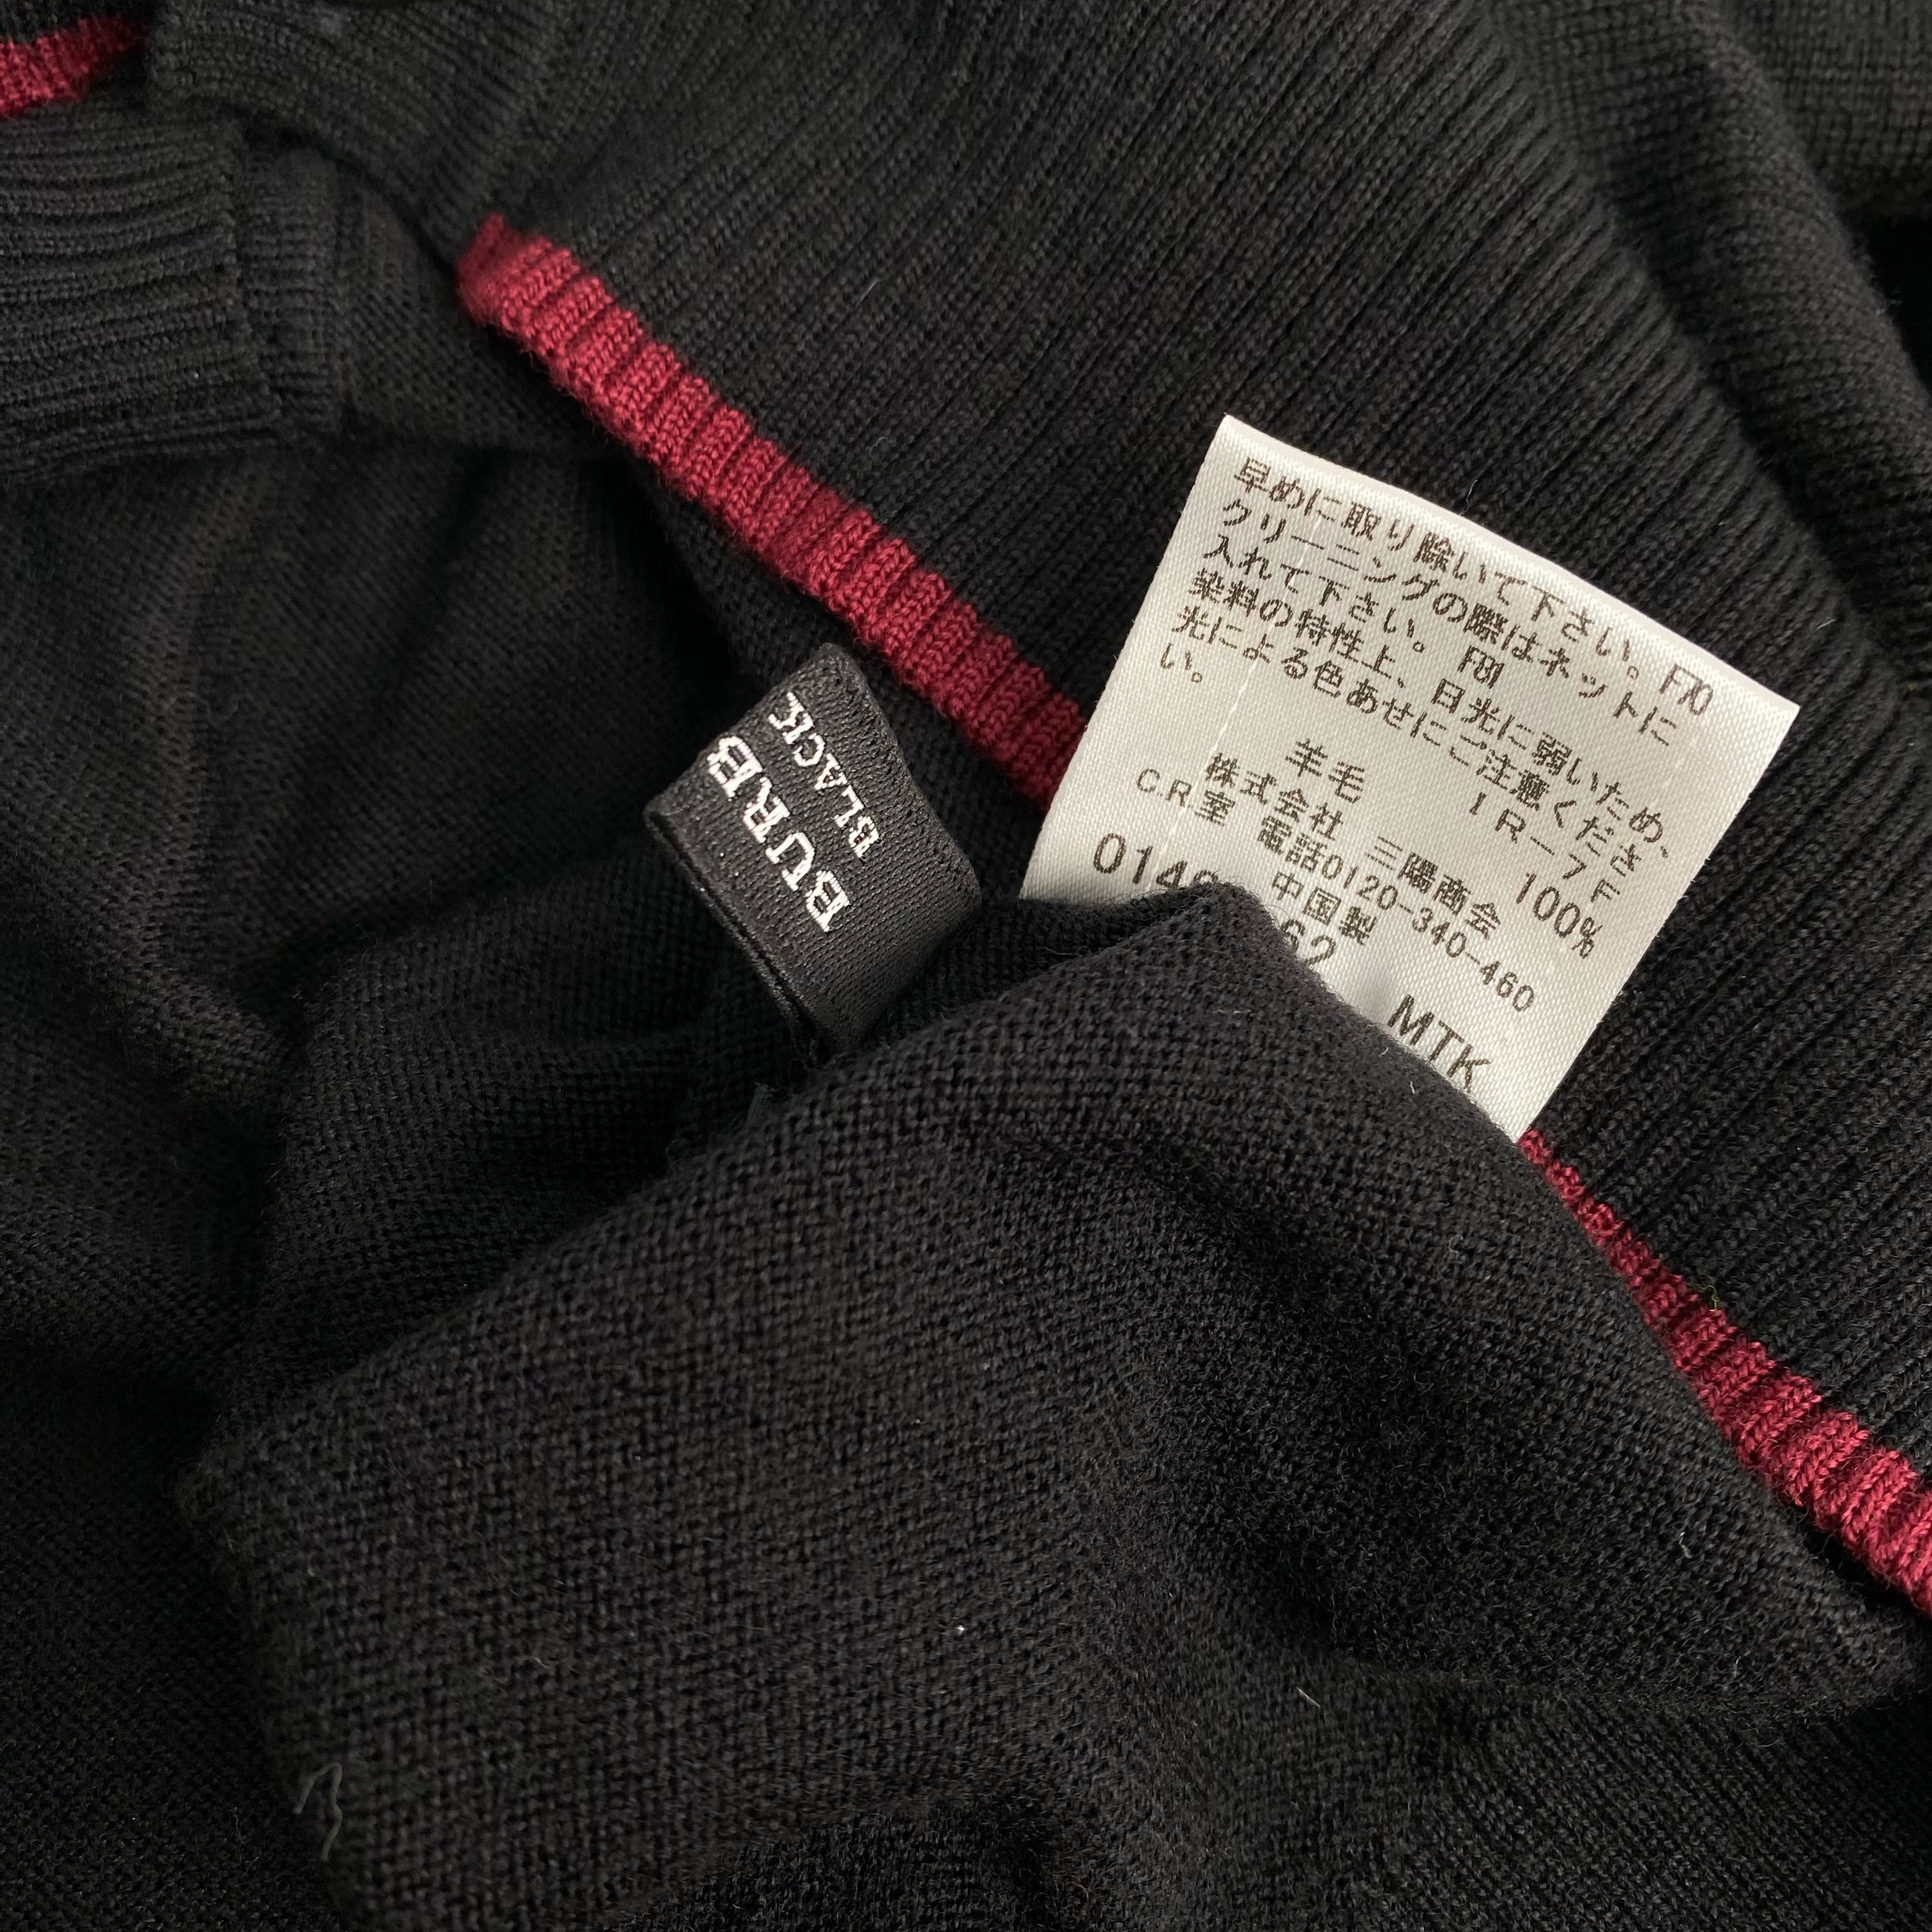 早めに取り除いて下さい。F70
クリーニングの際はネットに
入れて下さい。F81
染料の特性上、日光に弱いため、
光による色あせにご注意くださ
い。
IR-7F
羊毛 100%
株式会社 三陽商会
C.R.室 電話0120-340-460
中国製
MTK
BURB
BLACK